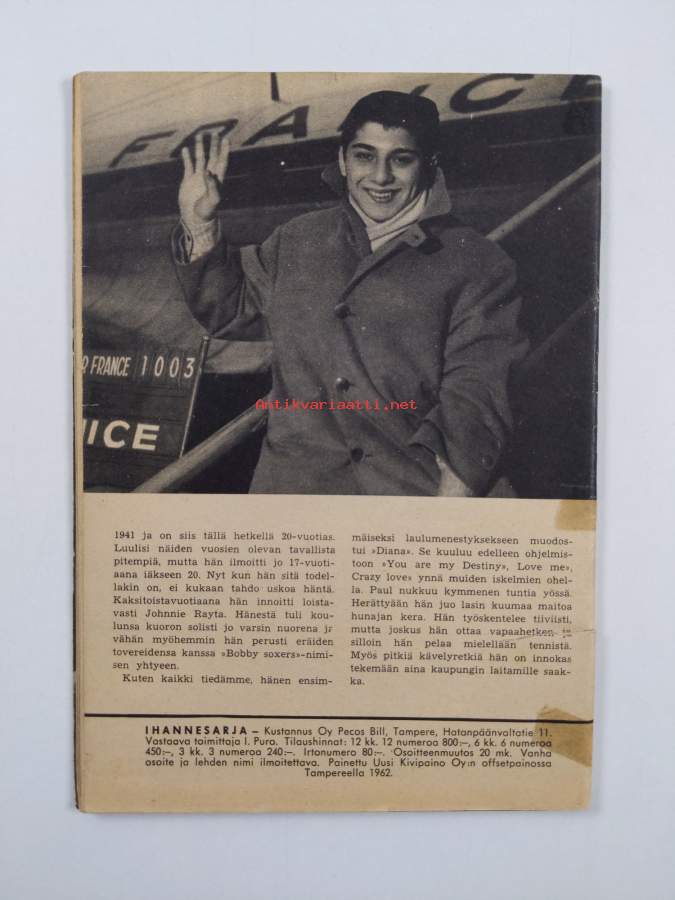 FRANCE
R FRANCE 1003
NICE
Antikvariaatti.net
1941 ja on siis tällä hetkellä 20-vuotias.
Luulisi näiden vuosien olevan tavallista
pitempiä, mutta hän ilmoitti jo 17-vuoti-
aana iäkseen 20. Nyt kun hän sitä todel-
lakin on, ei kukaan tahdo uskoa häntä.
Kaksitoistavuotiaana hän innoitti loista-
vasti Johnnie Rayta. Hänestä tuli kou-
lunsa kuoron solisti jo varsin nuorena ja
vähän myöhemmin hän perusti eräiden
tovereidensa kanssa »Bobby soxers»-nimi-
sen yhtyeen.
Kuten kaikki tiedämme, hänen ensim-
mäiseksi laulumenestyksekseen muodos-
tui »Diana». Se kuuluu edelleen ohjelmis-
toon »You are my Destiny», Love me»,
Crazy love» ynnä muiden iskelmien ohel-
la. Paul nukkuu kymmenen tuntia yössä.
Herättyään hän juo lasin kuumaa maitoa
hunajan kera. Hän työskentelee tiiviisti,
mutta joskus hän ottaa vapaahetken ja
silloin hän pelaa mielellään tennistä.
Myös pitkiä kävelyretkiä hän on innokas
tekemään aina kaupungin laitamille saak-
ka.
IHANNESARJA — Kustannus Oy Pecos Bill, Tampere, Hatanpäänvaltatie 11.
Vastaava toimittaja I. Puro. Tilaushinnat: 12 kk. 12 numeroa 800:—, 6 kk. 6 numeroa
450:—, 3 kk. 3 numeroa 240:—. Irtonumero 80:—. Osoitteenmuutos 20 mk. Vanha
osoite ja lehden nimi ilmoitettava. Painettu Uusi Kivipaino Oy:n offsetpainossa
Tampereella 1962.